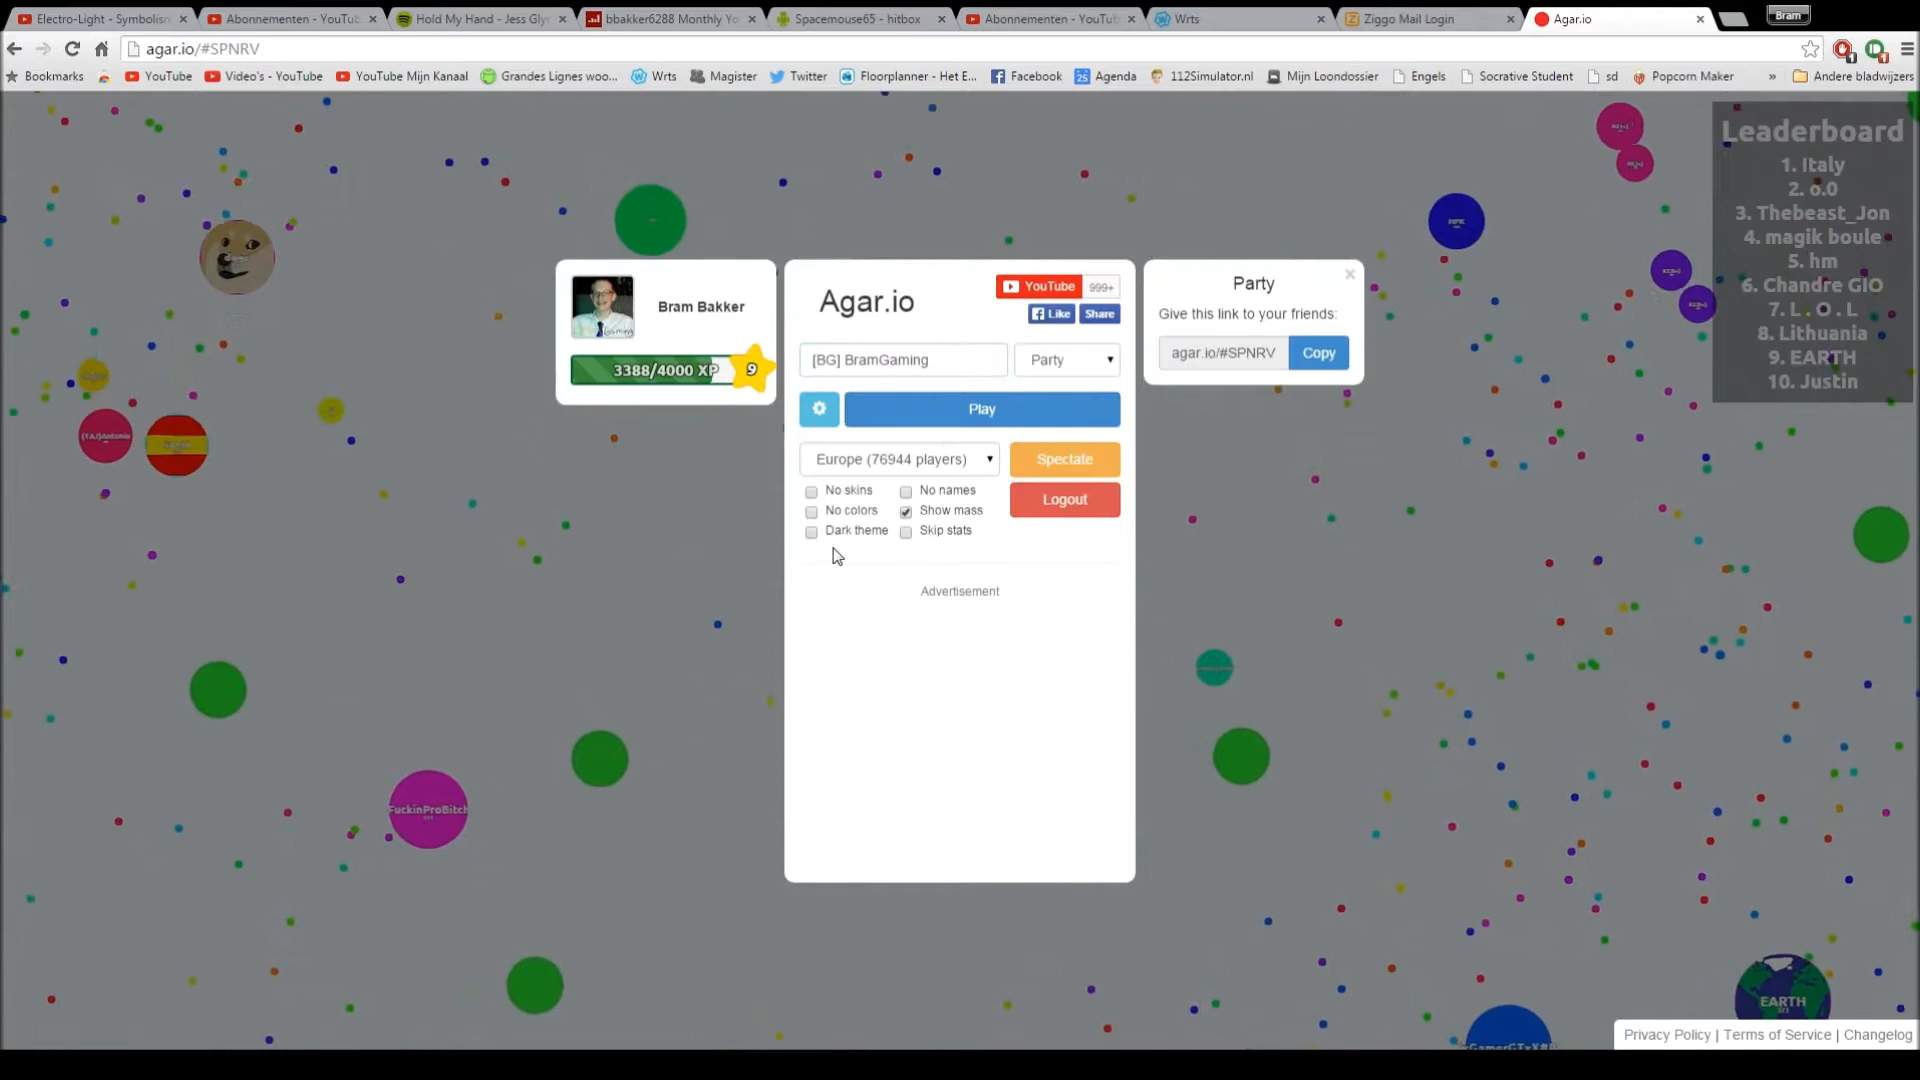 Electro-Light - Symbolism
Abonnementen - YouTub
Hold My Hand - Jess Gly
bbakker6288 Monthly Yo
Spacemouse65 - hitbox
Abonnementen - YouTub
Wrts
Ziggo Mail Login
Agar.io
Bram
agar.io/#SPNRV
Bookmarks
YouTube
Video's - YouTube
YouTube Mijn Kanaal
Grandes Lignes woo...
Wrts
Magister
Twitter
Floorplanner - Het E...
Facebook
25 Agenda
112Simulator.nl
Mijn Loondossier
Engels
Socrative Student
sd
Popcorn Maker
»
Andere bladwijzers
Leaderboard
1. Italy
2. o.0
3. Thebeast_Jon
4. magik boule
5. hm
6. Chandre GIO
7. L . O . L
8. Lithuania
9. EARTH
10. Justin
Bram Bakker
3388/4000 XP
9
Agar.io
YouTube 999+
Like Share
[BG] BramGaming
Party
Play
Europe (76944 players)
Spectate
No skins
No names
Logout
No colors
Show mass
Dark theme
Skip stats
Advertisement
Party
Give this link to your friends:
agar.io/#SPNRV
Copy
FuckinProBitch
EARTH
Privacy Policy | Terms of Service | Changelog